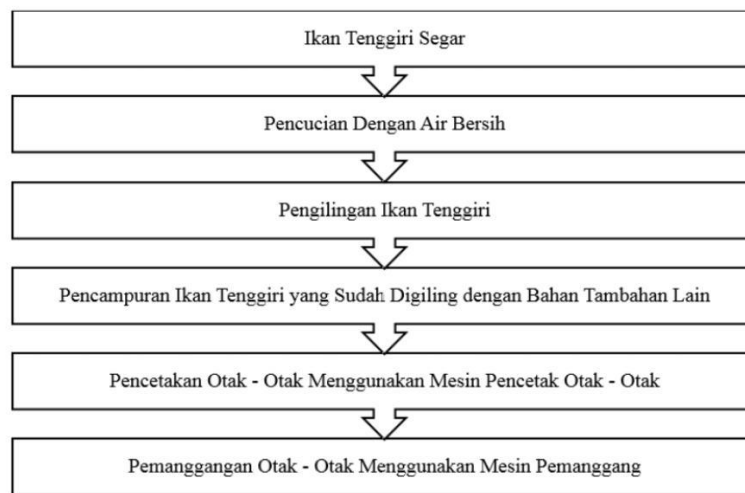 Ikan Tenggiri Segar
Pencucian Dengan Air Bersih
Pengilingan Ikan Tenggiri
Pencampuran Ikan Tenggiri yang Sudah Digiling dengan Bahan Tambahan Lain
Pencetakan Otak - Otak Menggunakan Mesin Pencetak Otak - Otak
Pemanggangan Otak - Otak Menggunakan Mesin Pemanggang